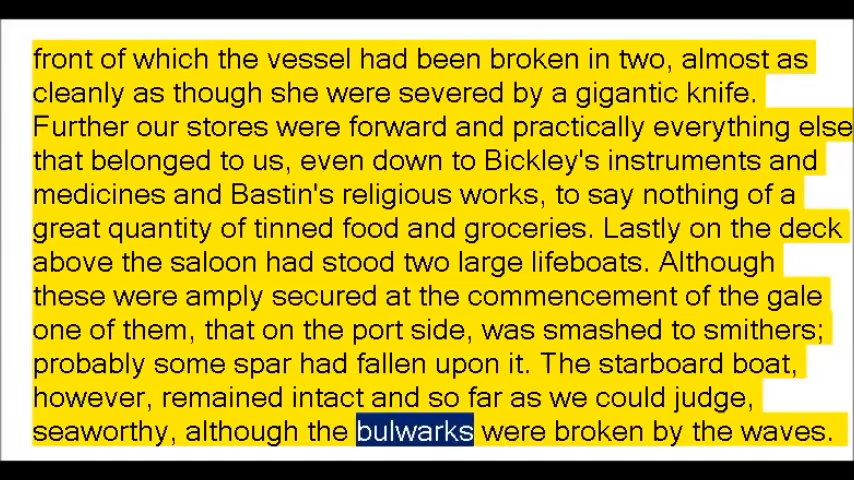 front of which the vessel had been broken in two, almost as
cleanly as though she were severed by a gigantic knife.
Further our stores were forward and practically everything else
that belonged to us, even down to Bickley's instruments and
medicines and Bastin's religious works, to say nothing of a
great quantity of tinned food and groceries. Lastly on the deck
above the saloon had stood two large lifeboats. Although
these were amply secured at the commencement of the gale
one of them, that on the port side, was smashed to smithers;
probably some spar had fallen upon it. The starboard boat,
however, remained intact and so far as we could judge,
seaworthy, although the bulwarks were broken by the waves.